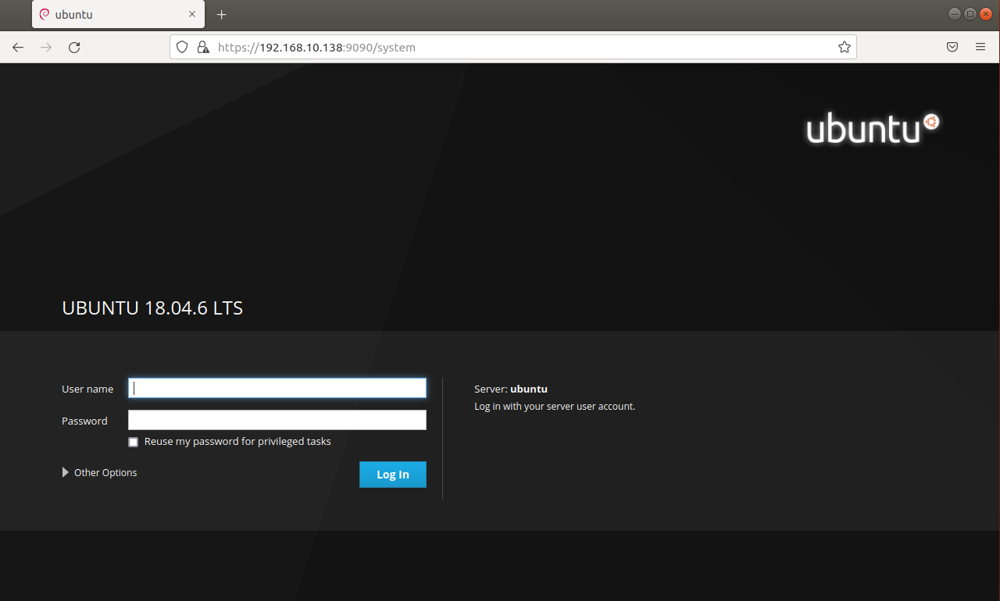 ubuntu
https://192.168.10.138:9090/system
ubuntu
UBUNTU 18.04.6 LTS
User name
Password
Reuse my password for privileged tasks
Other Options
Log In
Server: ubuntu
Log in with your server user account.